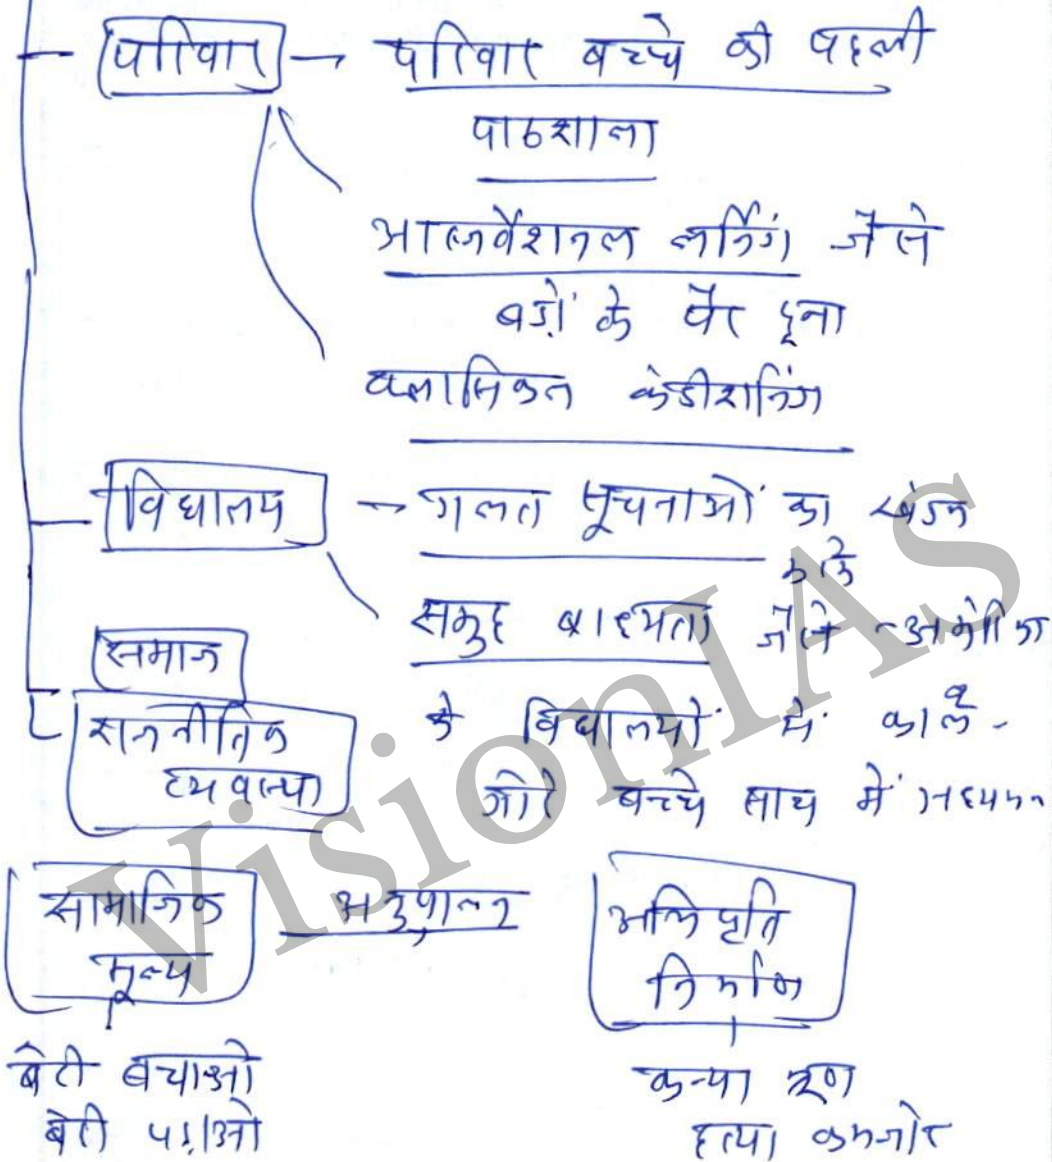 परिवार → परिवार बच्चे की पहली
पाठशाला
आब्जर्वेशनल लर्निंग जैसे
बड़ों के पैर छूना
क्लासिकल कंडीशनिंग
विद्यालय → गलत सूचनाओं का खंडन
करके
समूह बाध्यता जैसे - अमेरिका
समाज
के विद्यालयों में काले -
राजनीतिक
व्यवस्था
गोरे बच्चे साथ में अध्ययन
सामाजिक अनुपालन अभिवृत्ति
मूल्य निर्माण
बेटी बचाओ कन्या भ्रूण
बेटी पढ़ाओ हत्या कमजोर
VisionIAS